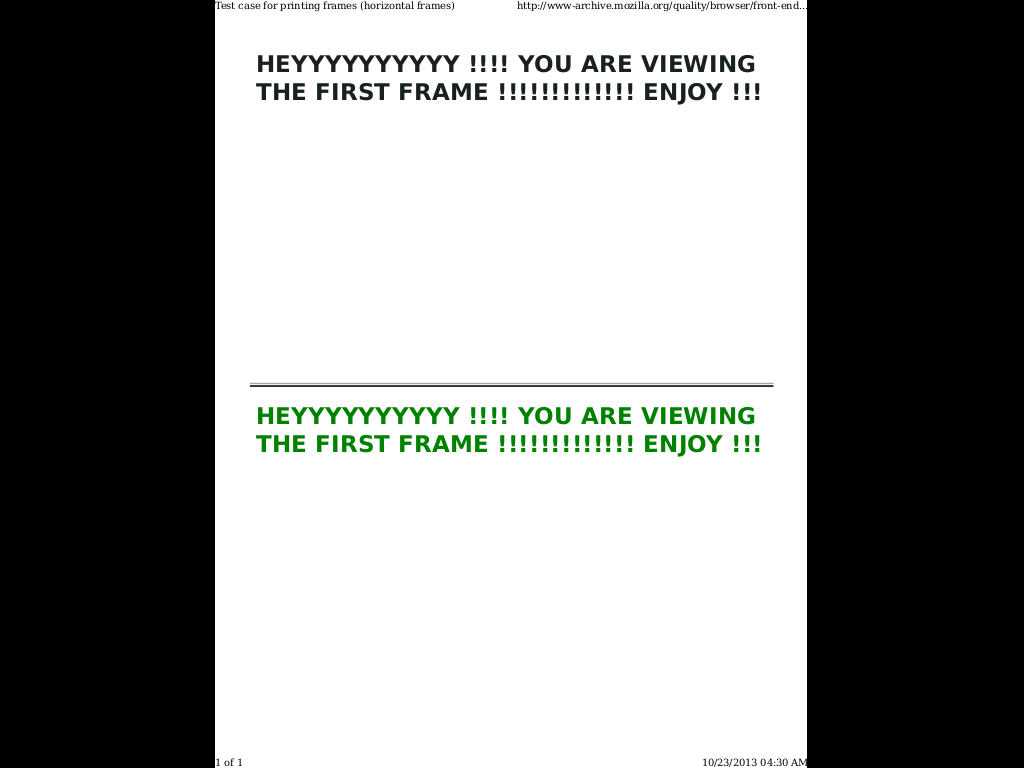 Test case for printing frames (horizontal frames) http://www-archive.mozilla.org/quality/browser/front-end...
HEYYYYYYYYYY !!!! YOU ARE VIEWING
THE FIRST FRAME !!!!!!!!!!!!! ENJOY !!!
HEYYYYYYYYYY !!!! YOU ARE VIEWING
THE FIRST FRAME !!!!!!!!!!!!! ENJOY !!!
1 of 1 10/23/2013 04:30 AM